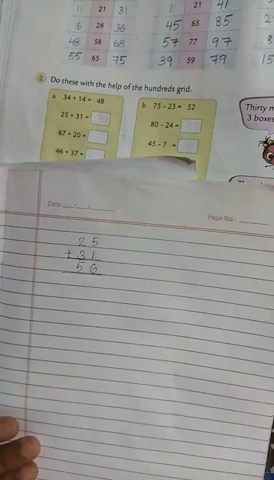 11 21 31 1 21 41
16 26 36 45 65 85
48 58 68 57 77 97
55 65 75 39 59 79
2 Do these with the help of the hundreds grid.
a 34 + 14 = 48 b 75 - 23 = 52
25 + 31 = 80 - 24 =
67 + 20 = 45 - 7 =
46 + 37 =
Thirty
3 boxes
Date
Page No.:
25
+31
56